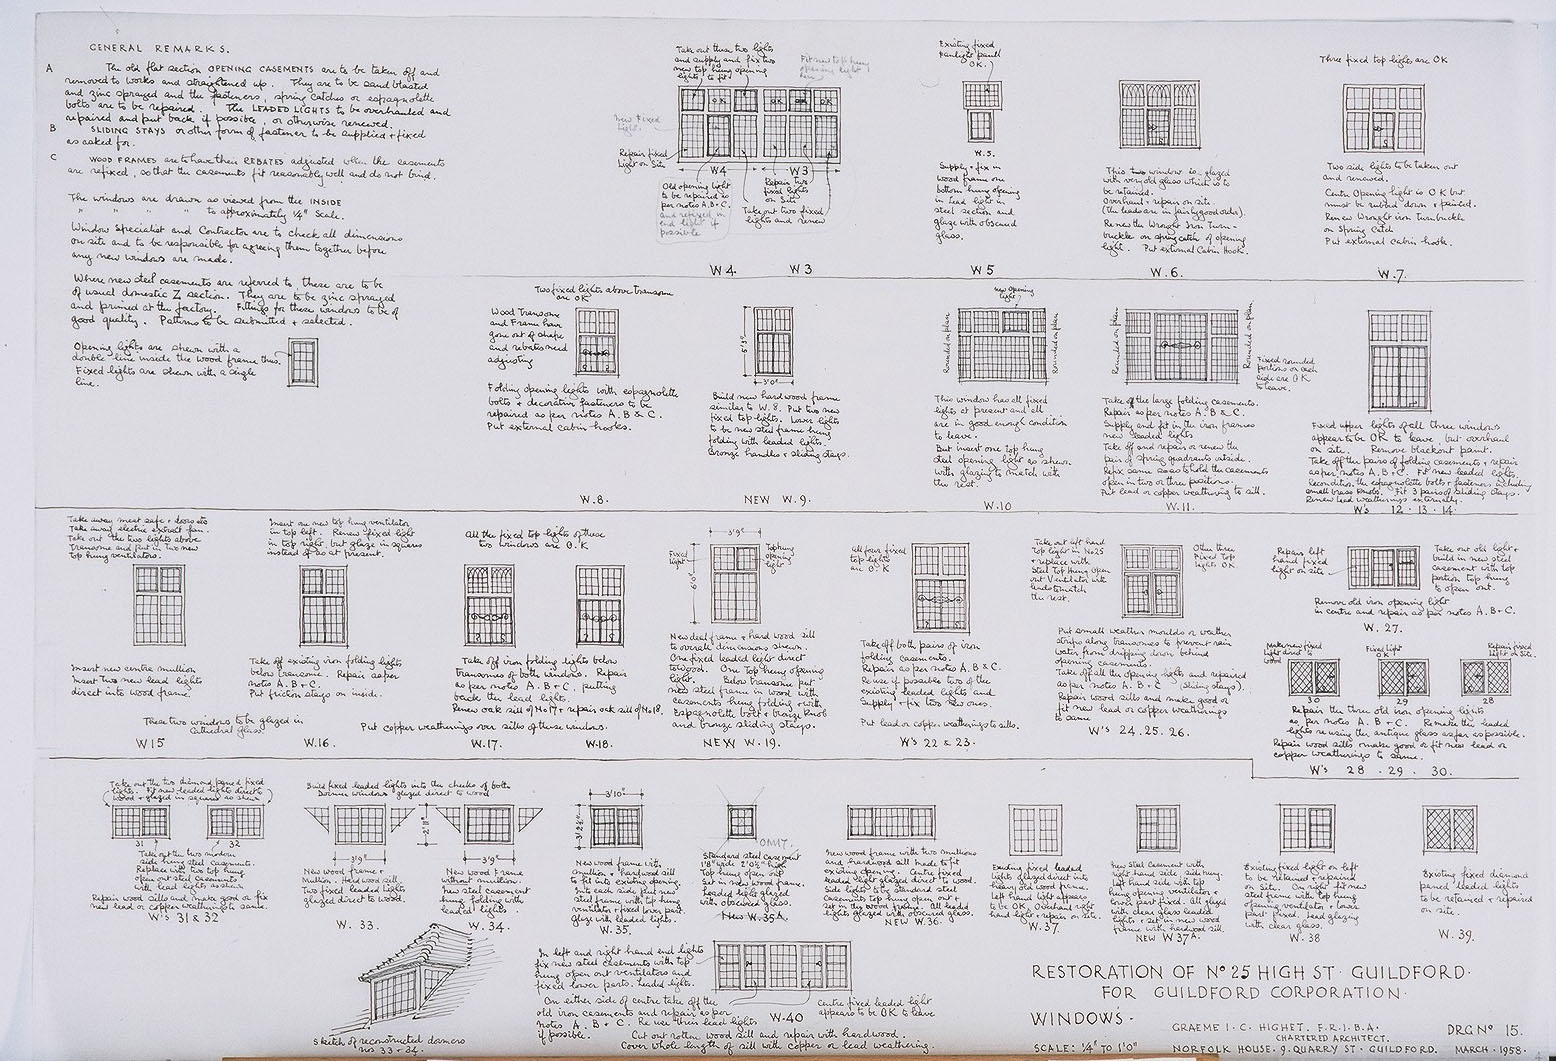 GENERAL REMARKS.
A
The old flat section OPENING CASEMENTS are to be taken off and
removed to works and straightened up. They are to be sand blasted
and zinc sprayed and the fasteners, spring catches or espagnolette
bolts are to be repaired. The LEADED LIGHTS to be overhauled and
repaired and put back if possible, or otherwise renewed.
B
SLIDING STAYS or other form of fastener to be supplied + fixed
as asked for.
C
WOOD FRAMES are to have their REBATES adjusted when the casements
are refixed, so that the casements fit reasonably well and do not bind.
The windows are drawn as viewed from the INSIDE
" " " " to approximately ¼" Scale.
Window Specialist and Contractor are to check all dimensions
on site and to be responsible for agreeing them together before
any new windows are made.
Where new steel casements are referred to, these are to be
of usual domestic Z section. They are to be zinc sprayed
and primed at the factory. Fittings for these windows to be of
good quality. Patterns to be submitted + selected.
Opening lights are shewn with a
double line inside the wood frame thus.
Fixed lights are shewn with a single
line.
Take out these two lights
and supply and fix two
new top hung opening
lights to fit
Fit new top hung
opening light
here
OK
OK
OK
New Fixed
Light.
Repair fixed
Light on Site
W4
W3
Old opening light
to be repaired as
per notes A.B+C.
and refixed in
end light if
possible
Repair two
fixed lights
on Site
Take out two fixed
lights and renew
W4.
W3
Existing fixed
fanlight panel
OK.
W.5.
Supply + fix in
wood frame one
bottom hung opening
in Lead light in
steel section and
glaze with obscured
glass.
W5
This window is glazed
with very old glass which is to
be retained.
Overhaul + repair on site.
(the leads are in fairly good order).
Renew the Wrought Iron Turn-
buckle or spring catch of opening
light. Put external Cabin Hook.
W.6.
Three fixed top lights are OK
Two side lights to be taken out
and renewed.
Centre Opening light is OK but
must be rubbed down + painted.
Renew Wrought iron Turnbuckle
or Spring Catch
Put external cabin hook.
W.7.
Two fixed lights above transome
are OK
Wood Transome
and Frame have
gone out of shape
and rebates need
adjusting
Folding opening lights with espagnolette
bolts + decorative fasteners to be
repaired as per notes A.B & C.
Put external cabin hooks.
W.8.
5'3"
3'0"
Build new hardwood frame
similar to W.8. Put two new
fixed top lights. Lower lights
to be new steel frame hung
folding with leaded lights.
Bronze handles + sliding stays.
NEW W.9.
new opening
light
Rounded on plan
Rounded on plan
This window has all fixed
lights at present and all
are in good enough condition
to leave.
But insert one top hung
steel opening light as shewn
with glazing to match with
the rest.
W.10
Rounded on plan
Rounded on plan
Fixed rounded
portions on each
side are OK
to leave.
Take off the large folding casements.
Repair as per notes A.B & C.
Supply and fit in the iron frames
new leaded lights
Take off and repair or renew the
pair of spring quadrants outside.
Refix same so as to hold the casements
open in two or three positions.
Put lead or copper weathering to sill.
W.11.
Fixed upper lights of all three windows
appear to be OK to leave, but overhaul
on site. Remove blackout paint.
Take off the pairs of folding casements + repair
as per notes A.B+C. Fit new leaded lights.
Recondition the espagnolette bolts + fasteners including
small brass knobs. Fit 3 pairs of sliding stays.
Renew lead weatherings externally.
W's 12 · 13 · 14
Take away meat safe + doors etc
Take away electric extract fan.
Take out the two lights above
Transome and put in two new
top hung ventilators.
Insert new centre mullion
Insert two new lead lights
direct into wood frame.
These two windows to be glazed in
Cathedral glass
W15
Insert one new top hung ventilator
in top left. Renew fixed light
in top right but glaze in squares
instead of as at present.
Take off existing iron folding lights
below transome. Repair as per
notes A.B+C.
Put friction stays on inside.
W.16.
All the fixed top lights of these
two windows are O.K
Take off iron folding lights below
transomes of both windows. Repair
as per notes A.B+C, putting
back the lead lights.
Renew oak sill of No17 + repair oak sill of No18.
Put copper weatherings over sills of these windows.
W.17.
W.18.
3'9"
6'0"
Fixed
light
Top hung
opening
light
New deal frame + hard wood sill
to overall dimensions shewn.
One fixed leaded light direct
to wood. One Top hung opening
light. Below transome put
new steel frame in wood with
casements hung folding + with
Espagnolette bolt + bronze knob
and bronze sliding stays.
NEW W.19.
All four fixed
top lights
are O.K
Take off both pairs of iron
folding casements.
Repair as per notes A.B & C.
Re use if possible two of the
existing leaded lights and
Supply + fix two new ones.
Put lead or copper weatherings to sills.
W's 22 & 23.
Take out left hand
Top light in No25
+ replace with
Steel Top Hung Open
out Ventilator
the rest.
Other three
Fixed Top
lights OK
Put small weather moulds or weather
strips along transomes to prevent rain
water from dripping down behind
opening casements.
Take off all the opening lights and repaired
as per notes A.B+C (Sliding stays).
Repair wood sills and make good or
fit new lead or copper weatherings
to same
W's 24. 25. 26.
Repairs left
hand fixed
light on site
Take out old light +
build in new steel
casement with top
portion top hung
to open out.
Remove old iron opening light
in centre and repair as per notes A.B+C.
W.27.
Make new fixed
light direct to
wood
Fixed light
OK
Repair fixed
light on Site.
30
29
28
Repair the three old iron opening lights
as per notes A.B+C. Remake the leaded
lights re using the antique glass as far as possible.
Repair wood sills + make good or fit new lead or
copper weatherings to same.
W's 28 · 29 · 30.
Take out the two diamond paned fixed
lights. Fit new leaded lights direct to
wood + glazed in squares as shewn
31
32
Take out the two modern
side hung steel casements.
Replace with two top hung
open out steel casements
with lead lights as shewn
Repair wood sills and make good or fix
new lead or copper weatherings to same.
W's 31 & 32
Build fixed leaded lights into the cheeks of both
Dormer windows glazed direct to wood
2'11"
3'9"
3'9"
New wood frame +
Mullion. Hard wood sill,
Two fixed leaded lights
glazed direct to wood.
W. 33.
New wood Frame
without mullion
New steel casement
hung folding with
leaded lights.
W. 34.
Sketch of reconstructed dormers
nos 33 + 34.
3'10"
3'2½"
New wood frame with
mullion + hardwood sill
to fit into existing opening.
Into each side put new
steel frame with top hung
ventilator + fixed lower part.
Glaze with leaded lights.
W.35.
ONLY.
Standard steel casement
1'8" wide 2'0½" high
Top hung open out
Set in new wood frame.
Leaded light glazed
with obscured glass.
New W.35A.
New wood frame with two mullions
and hardwood sill made to fit
existing opening. Centre fixed
leaded light glazed direct to wood.
Side lights to be standard steel
casements top hung open out +
set in the wood frame. All leaded
lights glazed with obscured glass.
NEW W.36.
Existing fixed leaded
lights glazed direct into
heavy old wood frame.
Left hand light appears
to be OK. Overhaul right
hand light + repair on site.
W.37.
New steel casement with
right hand side hung.
Left hand side with top
hung opening ventilator +
lower part fixed. All glazed
with clear glass leaded
lights + set in new wood
frame with hardwood sill.
NEW W37A.
Existing fixed light on left
to be retained + repaired
on Site. On right fit new
steel frame with top hung
opening ventilator + lower
part fixed. Lead glazing
with clear glass.
W. 38
Existing fixed diamond
paned leaded lights
to be retained + repaired
on site.
W. 39.
In left and right hand end lights
fix new steel casements with top
hung open out ventilators and
fixed lower parts. Leaded lights.
On either side of centre take off the
old iron casements and repair as per
notes A.B+C. Re use their lead lights
if possible.
W.40
Centre fixed leaded light
appears to be OK to leave
Cut out rotten wood sill and repair with hardwood.
Cover whole length of sill with copper or lead weathering.
RESTORATION OF No 25 HIGH ST · GUILDFORD ·
FOR GUILDFORD CORPORATION ·
WINDOWS ·
GRAEME I · C · HIGHET. F · R · I · B · A ·
CHARTERED ARCHITECT.
DRG No 15.
SCALE: ¼" TO 1'0"
NORFOLK HOUSE · 9 · QUARRY ST · GUILDFORD. MARCH · 1958 ·